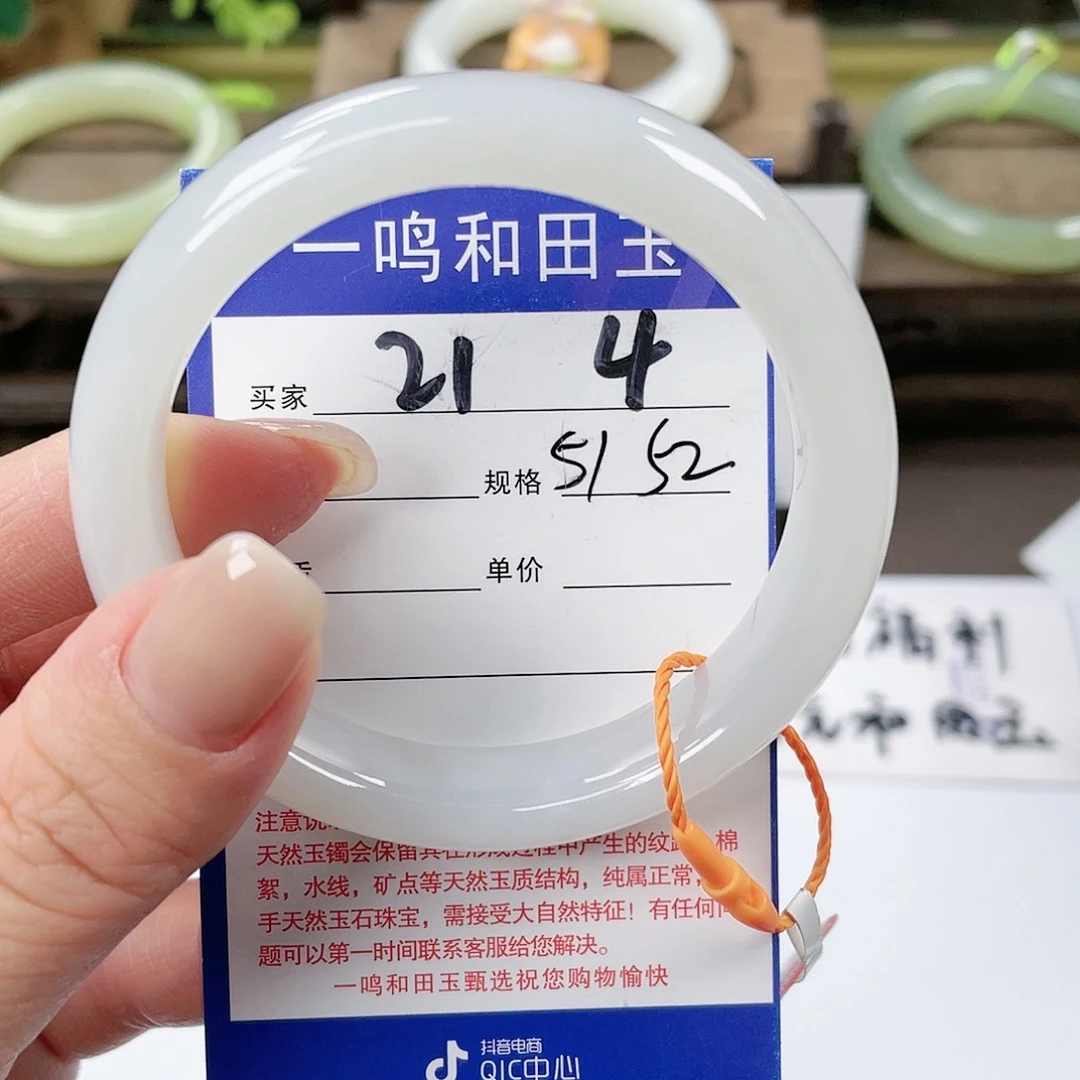 一鸣和田玉
买家 21 4
规格 51 52
单价
注意说
天然玉镯会保留其在形成过程中产生的纹 棉
絮，水线，矿点等天然玉质结构，纯属正常，
手天然玉石珠宝，需接受大自然特征！有任何问
题可以第一时间联系客服给您解决。
一鸣和田玉甄选祝您购物愉快
抖音电商
QIC中心
福利